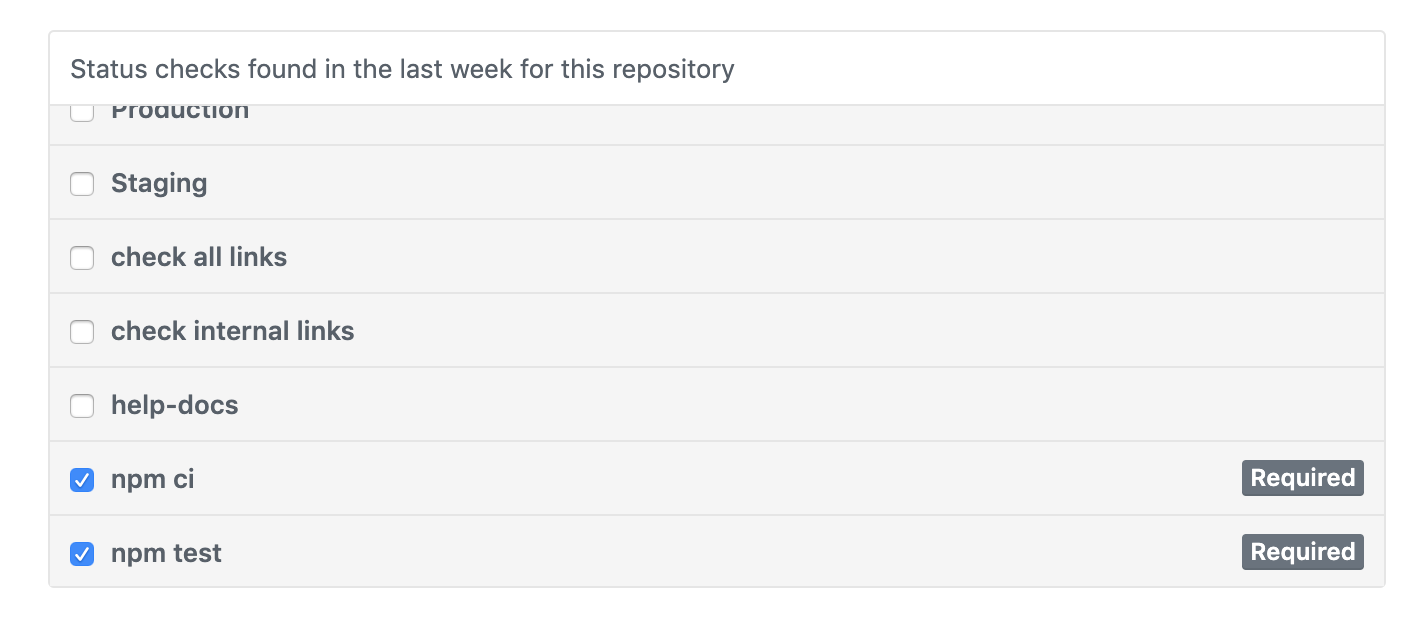 Status checks found in the last week for this repository
Production
Staging
check all links
check internal links
help-docs
npm ci Required
npm test Required